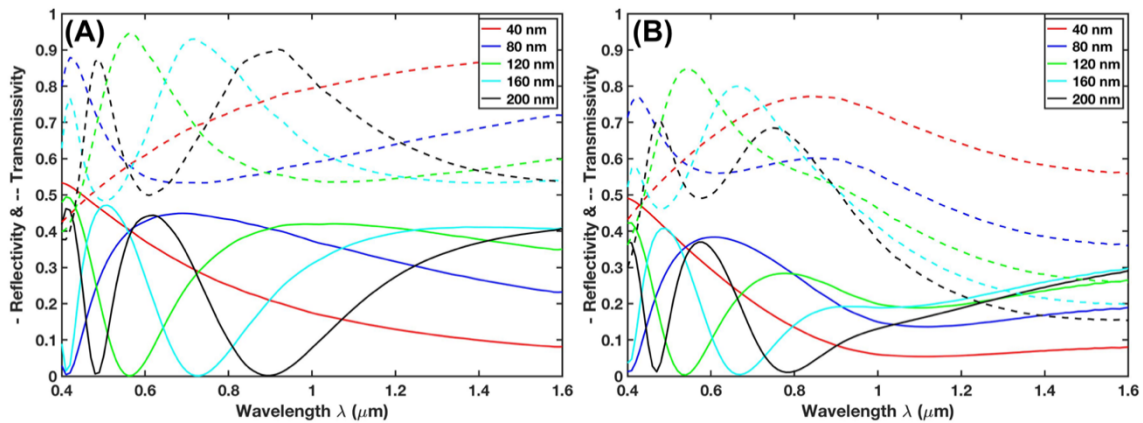 (A)
- Reflectivity & -- Transmissivity
1
0.9
0.8
0.7
0.6
0.5
0.4
0.3
0.2
0.1
0
0.4
0.6
0.8
1
1.2
1.4
1.6
Wavelength λ (μm)
40 nm
80 nm
120 nm
160 nm
200 nm
(B)
- Reflectivity & -- Transmissivity
1
0.9
0.8
0.7
0.6
0.5
0.4
0.3
0.2
0.1
0
0.4
0.6
0.8
1
1.2
1.4
1.6
Wavelength λ (μm)
40 nm
80 nm
120 nm
160 nm
200 nm